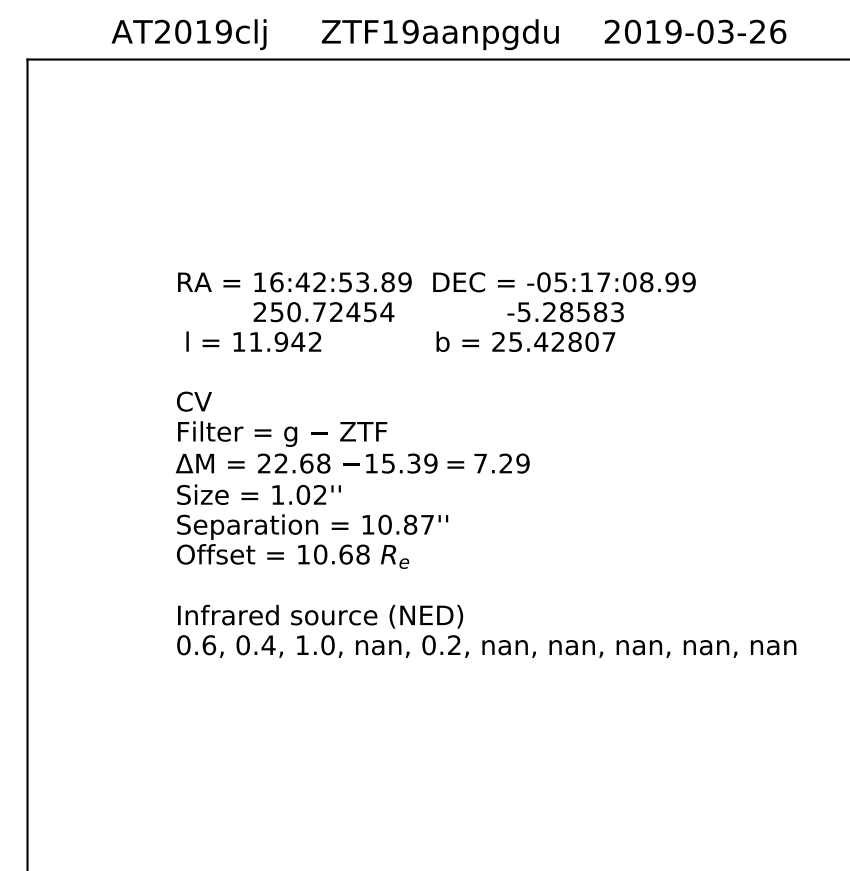 AT2019clj ZTF19aanpgdu 2019-03-26
RA = 16:42:53.89 DEC = -05:17:08.99
250.72454 -5.28583
l = 11.942 b = 25.42807
CV
Filter = g − ZTF
ΔM = 22.68 −15.39 = 7.29
Size = 1.02''
Separation = 10.87''
Offset = 10.68 Rₑ
Infrared source (NED)
0.6, 0.4, 1.0, nan, 0.2, nan, nan, nan, nan, nan